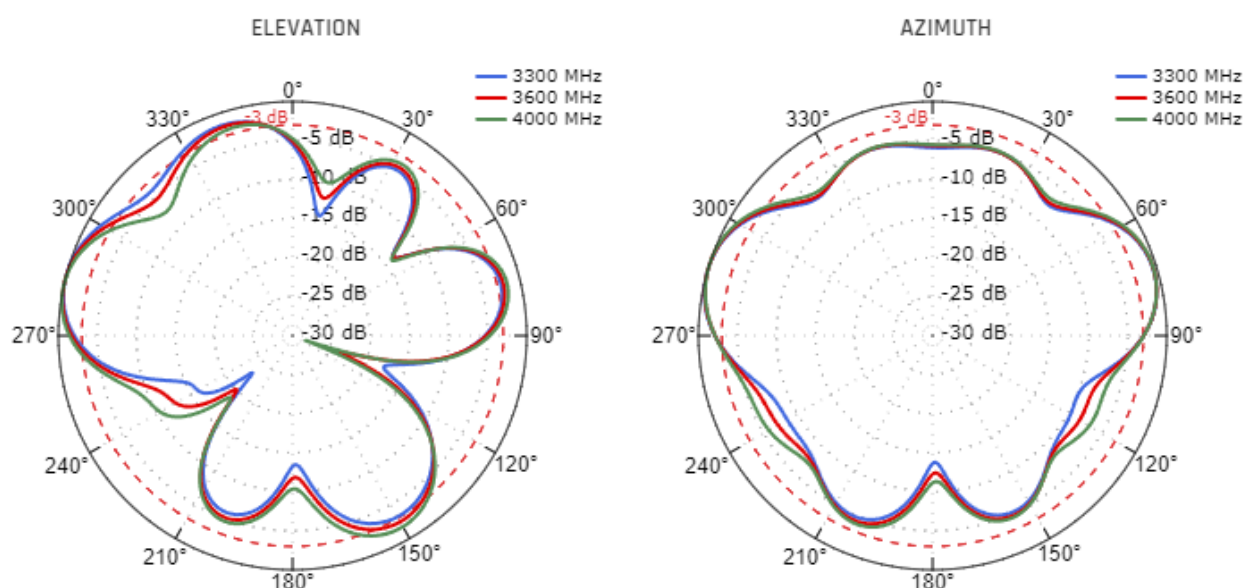 ELEVATION
3300 MHz
3600 MHz
4000 MHz
0°
-3 dB
330°
30°
-5 dB
-10 dB
300°
60°
-15 dB
-20 dB
-25 dB
270°
-30 dB
90°
240°
120°
210°
150°
180°
AZIMUTH
3300 MHz
3600 MHz
4000 MHz
0°
-3 dB
330°
30°
-5 dB
-10 dB
300°
60°
-15 dB
-20 dB
-25 dB
270°
-30 dB
90°
240°
120°
210°
150°
180°